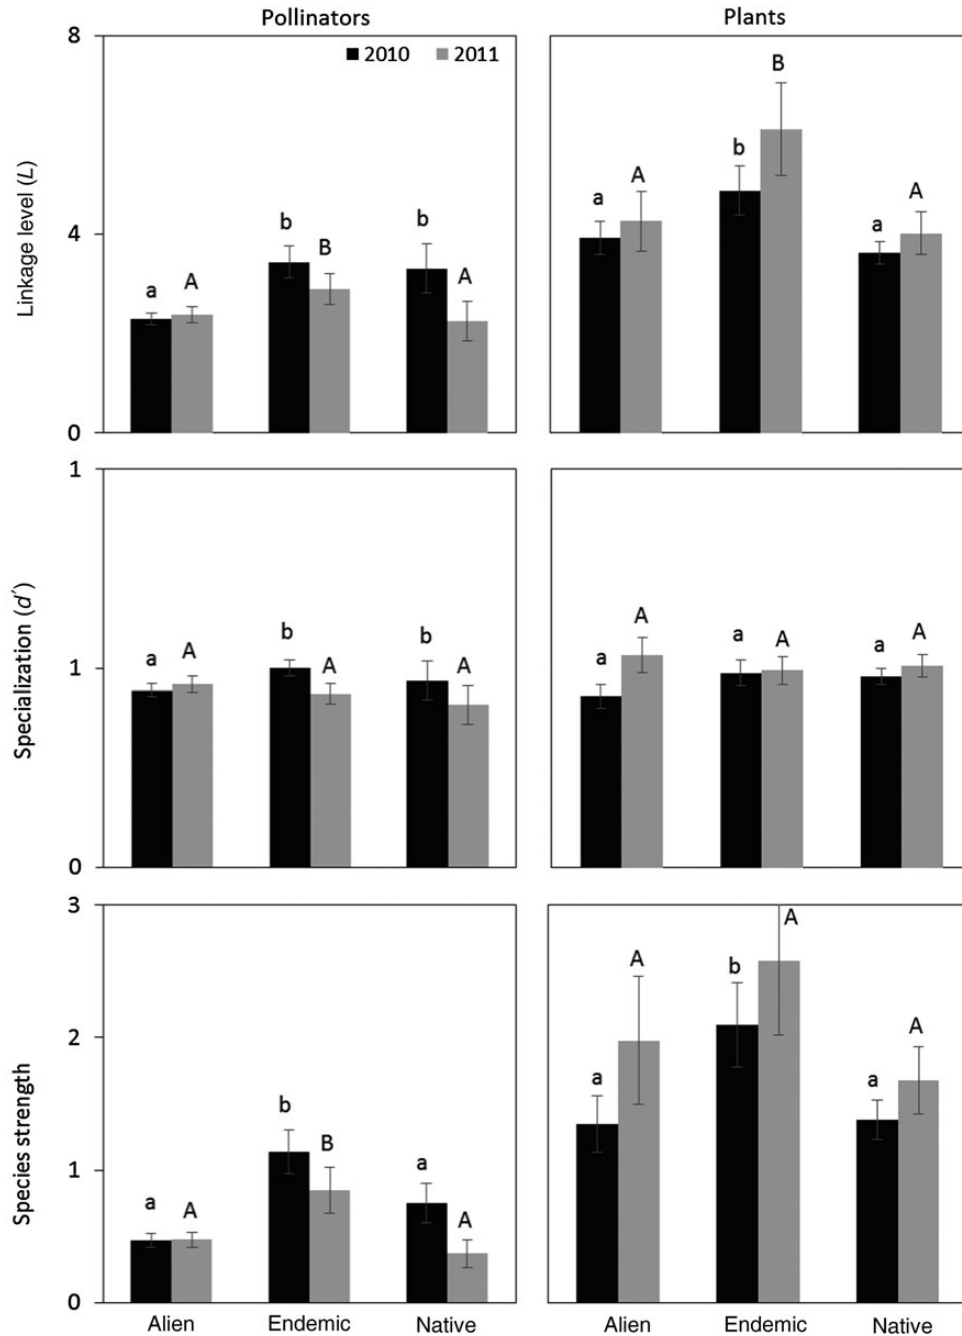 Pollinators
Plants
8
4
0
Linkage level (L)
2010 2011
a A b B b A
a A b B a A
1
1
0
Specialization (d′)
a A b A b A
a A a A a A
3
2
1
0
Species strength
a A b B a A
a A b A a A
Alien Endemic Native
Alien Endemic Native